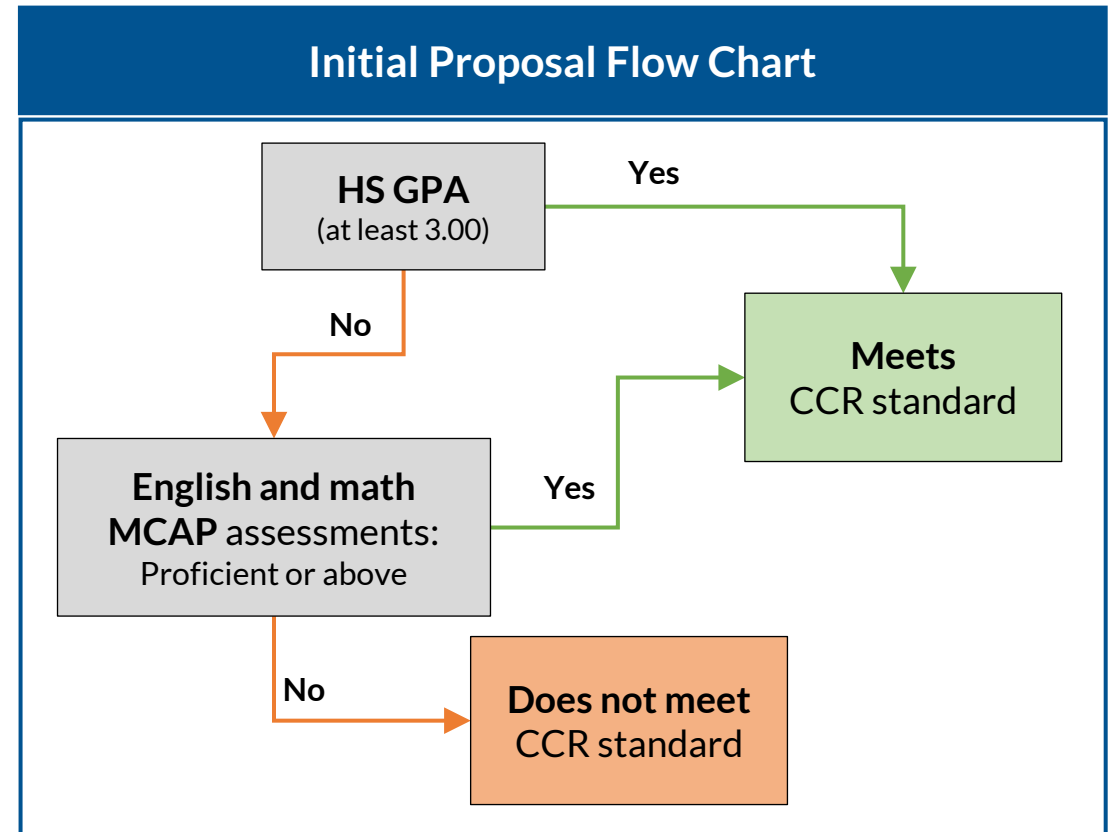 Initial Proposal Flow Chart
HS GPA
(at least 3.00)
Yes
No
Meets
CCR standard
English and math
MCAP assessments:
Proficient or above
Yes
No
Does not meet
CCR standard